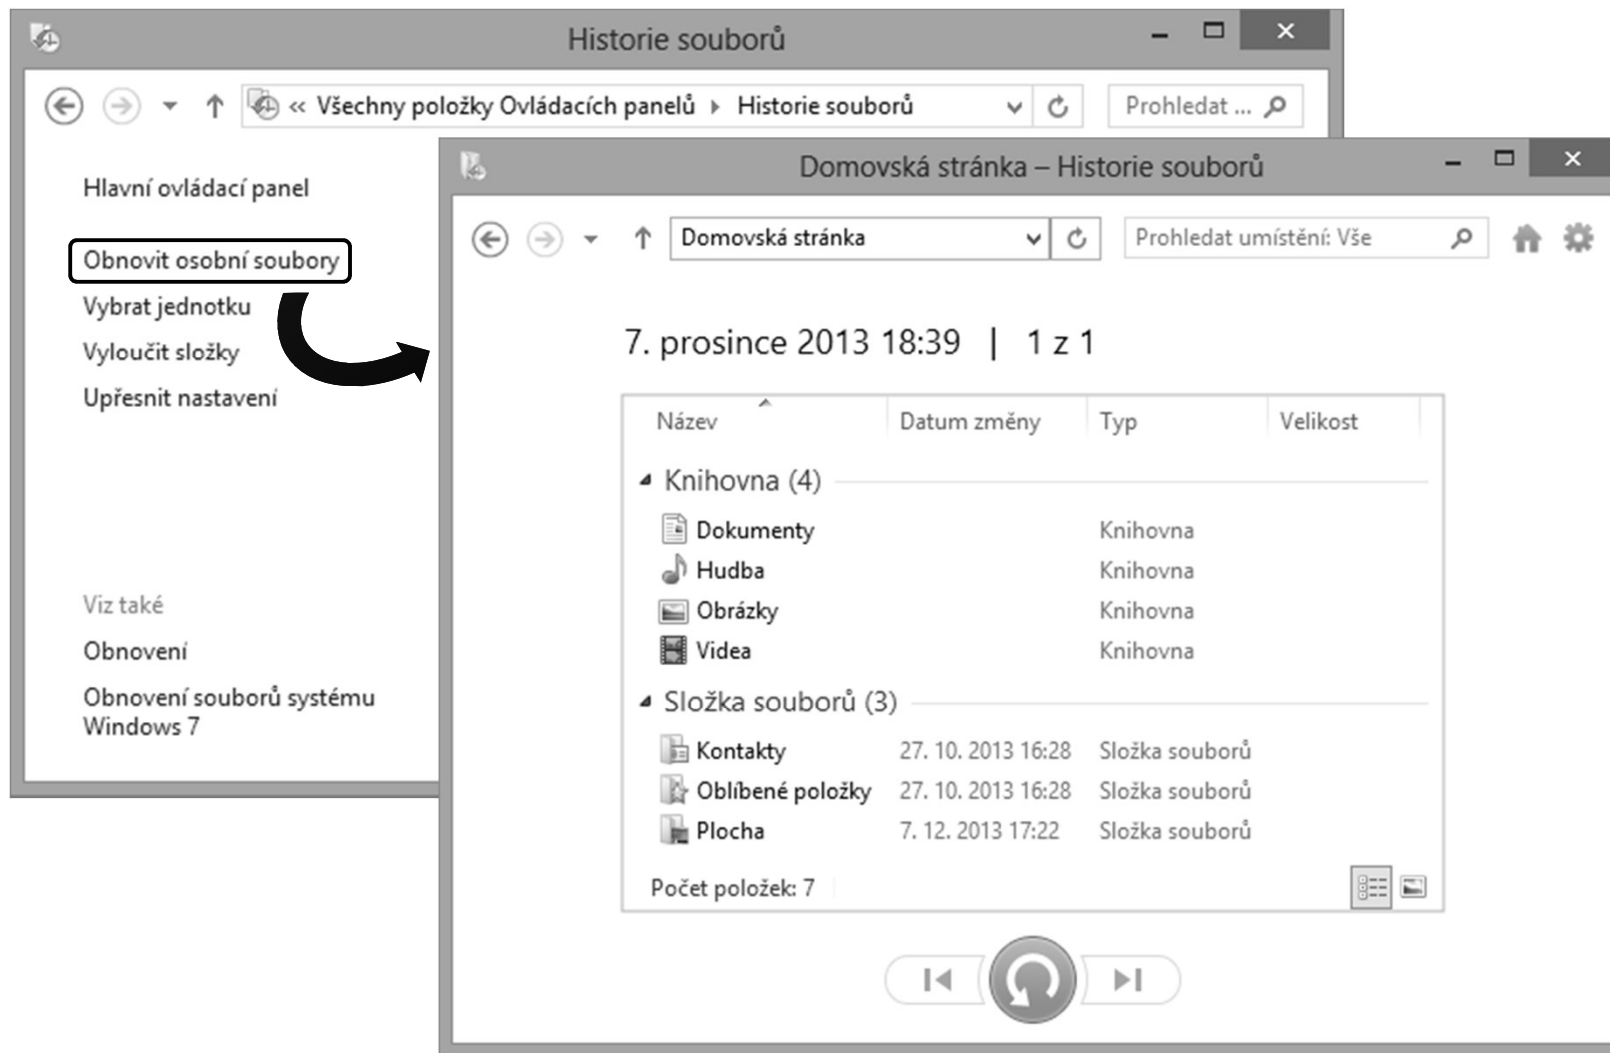 Historie souborů
« Všechny položky Ovládacích panelů Historie souborů
Prohledat ...
Hlavní ovládací panel
Obnovit osobní soubory
Vybrat jednotku
Vyloučit složky
Upřesnit nastavení
Viz také
Obnovení
Obnovení souborů systému
Windows 7
Domovská stránka – Historie souborů
Domovská stránka
Prohledat umístění: Vše
7. prosince 2013 18:39 | 1 z 1
Název Datum změny Typ Velikost
Knihovna (4)
Dokumenty Knihovna
Hudba Knihovna
Obrázky Knihovna
Videa Knihovna
Složka souborů (3)
Kontakty 27. 10. 2013 16:28 Složka souborů
Oblíbené položky 27. 10. 2013 16:28 Složka souborů
Plocha 7. 12. 2013 17:22 Složka souborů
Počet položek: 7